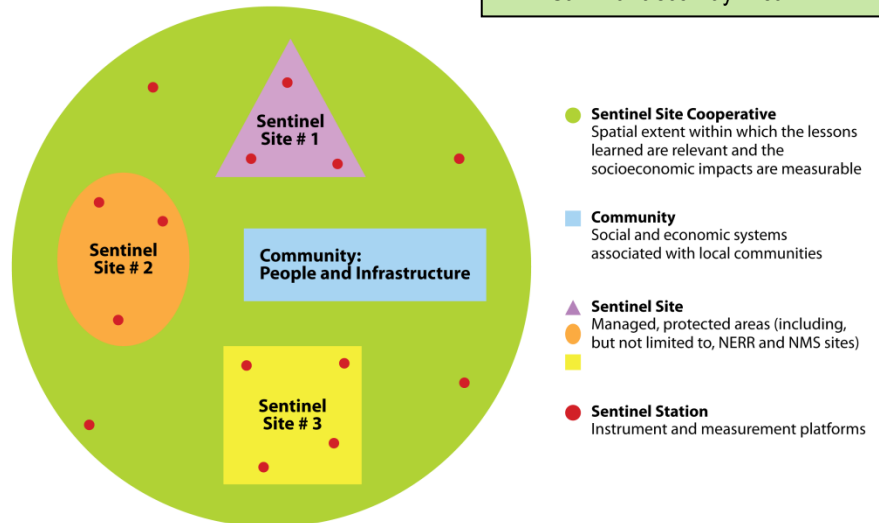 Sentinel
Site # 1
Sentinel
Site # 2
Community:
People and Infrastructure
Sentinel
Site # 3
Sentinel Site Cooperative
Spatial extent within which the lessons
learned are relevant and the
socioeconomic impacts are measurable
Community
Social and economic systems
associated with local communities
Sentinel Site
Managed, protected areas (including,
but not limited to, NERR and NMS sites)
Sentinel Station
Instrument and measurement platforms